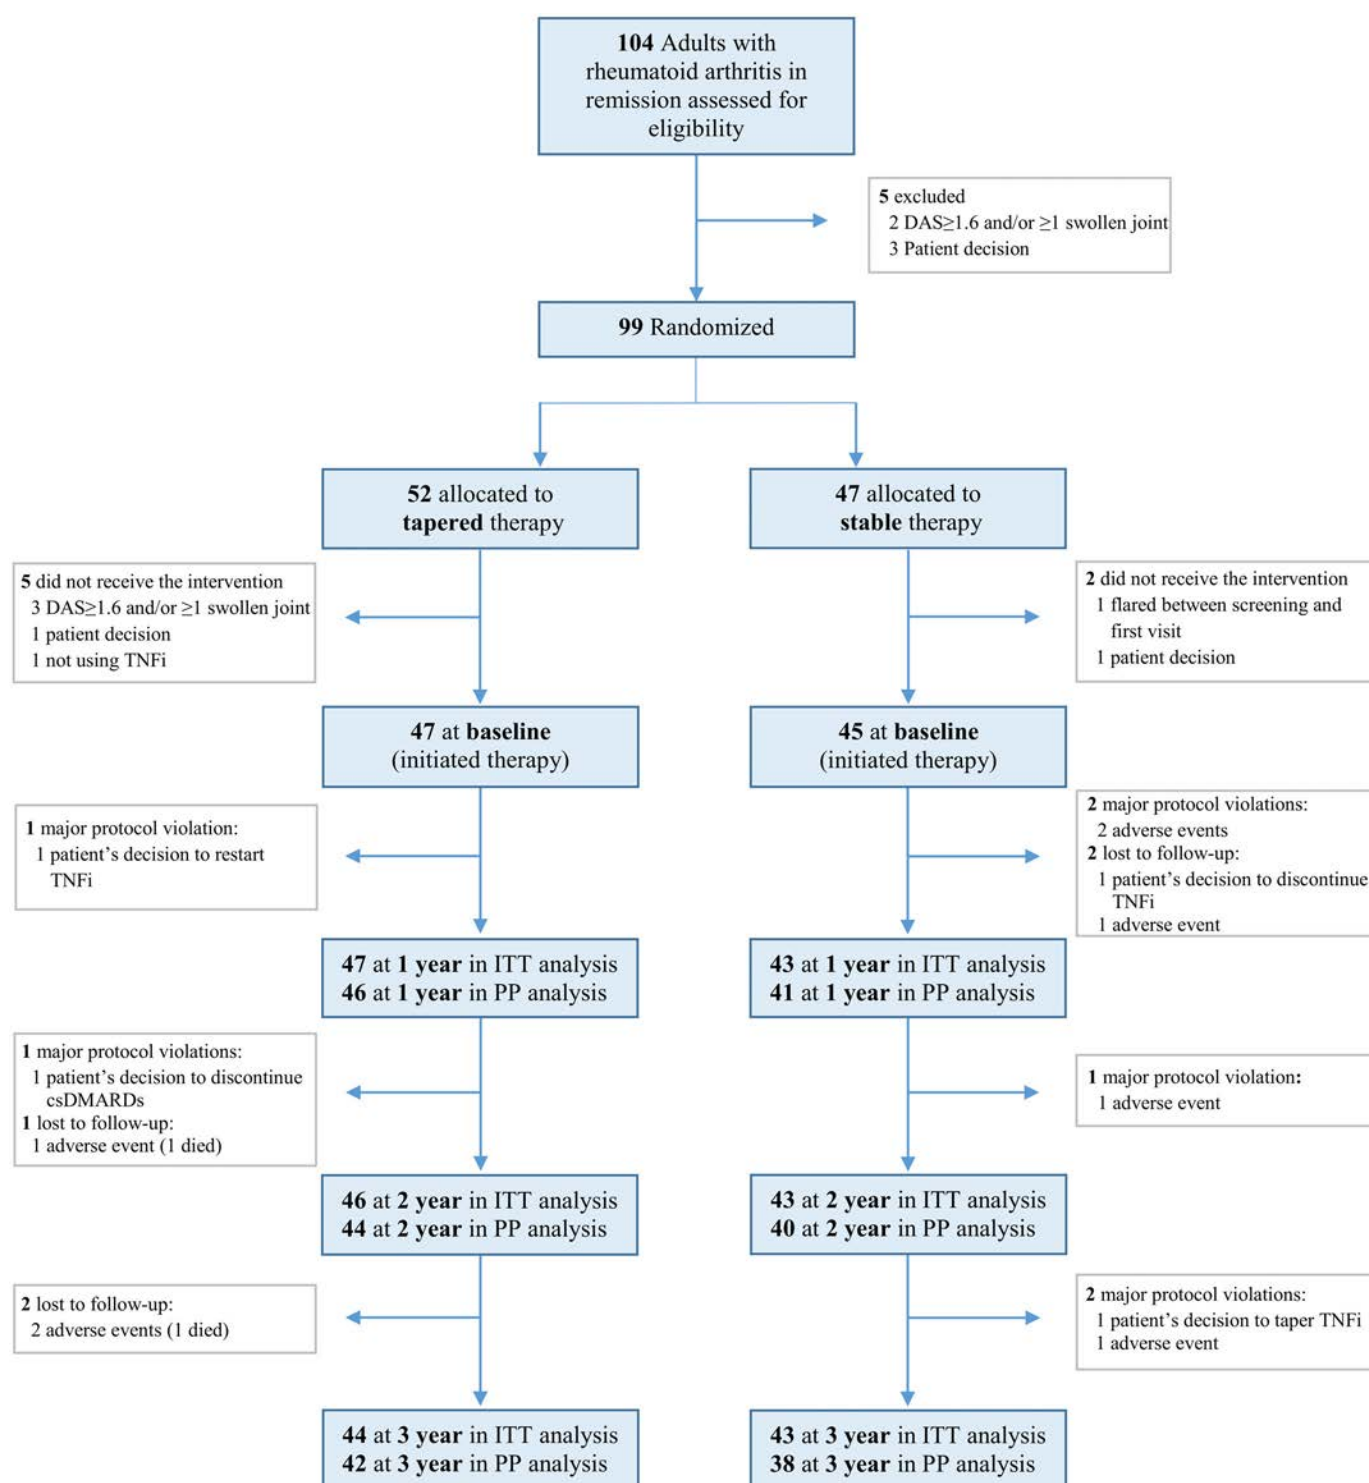 104 Adults with
rheumatoid arthritis in
remission assessed for
eligibility
5 excluded
2 DAS≥1.6 and/or ≥1 swollen joint
3 Patient decision
99 Randomized
52 allocated to
tapered therapy
47 allocated to
stable therapy
5 did not receive the intervention
3 DAS≥1.6 and/or ≥1 swollen joint
1 patient decision
1 not using TNFi
2 did not receive the intervention
1 flared between screening and
first visit
1 patient decision
47 at baseline
(initiated therapy)
45 at baseline
(initiated therapy)
1 major protocol violation:
1 patient's decision to restart
TNFi
2 major protocol violations:
2 adverse events
2 lost to follow-up:
1 patient's decision to discontinue
TNFi
1 adverse event
47 at 1 year in ITT analysis
46 at 1 year in PP analysis
43 at 1 year in ITT analysis
41 at 1 year in PP analysis
1 major protocol violations:
1 patient's decision to discontinue
csDMARDs
1 lost to follow-up:
1 adverse event (1 died)
1 major protocol violation:
1 adverse event
46 at 2 year in ITT analysis
44 at 2 year in PP analysis
43 at 2 year in ITT analysis
40 at 2 year in PP analysis
2 lost to follow-up:
2 adverse events (1 died)
2 major protocol violations:
1 patient's decision to taper TNFi
1 adverse event
44 at 3 year in ITT analysis
42 at 3 year in PP analysis
43 at 3 year in ITT analysis
38 at 3 year in PP analysis